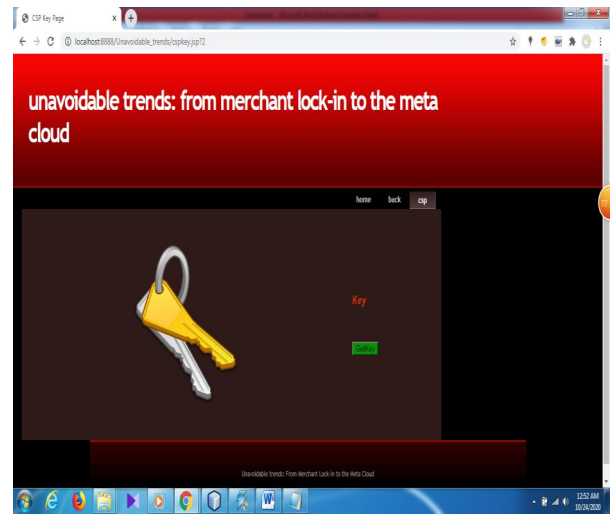 CSP Key Page
localhost:8888/Unavoidable_trends/cspkey.jsp?2
unavoidable trends: from merchant lock-in to the meta
cloud
home back csp
77
Key
GetKey
Unavoidable trends: From Merchant Lock-in to the Meta Cloud
12:52 AM
10/24/2020